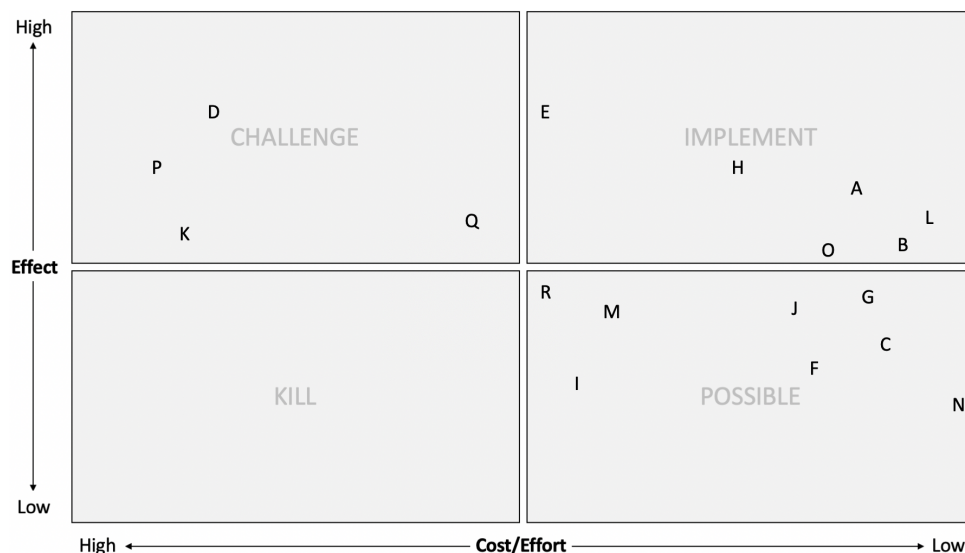 High
D
E
CHALLENGE
IMPLEMENT
P
H
A
K
Q
L
O
B
Effect
R
M
J
G
C
I
F
KILL
POSSIBLE
N
Low
High
Cost/Effort
Low